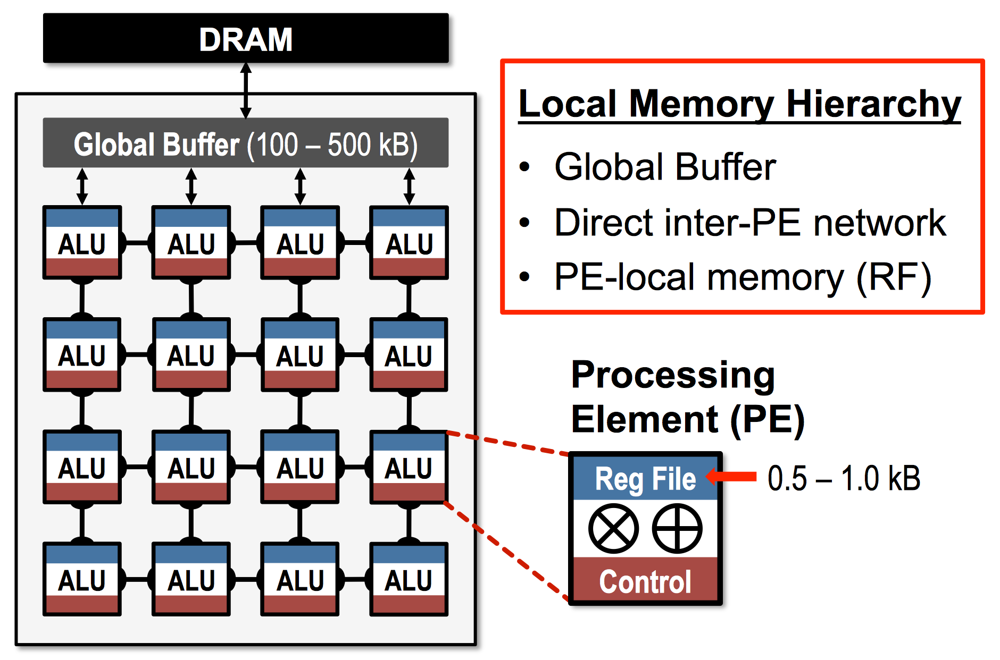 DRAM
Global Buffer (100 – 500 kB)
ALU ALU ALU ALU
ALU ALU ALU ALU
ALU ALU ALU ALU
ALU ALU ALU ALU
Local Memory Hierarchy
• Global Buffer
• Direct inter-PE network
• PE-local memory (RF)
Processing
Element (PE)
Reg File
0.5 – 1.0 kB
Control